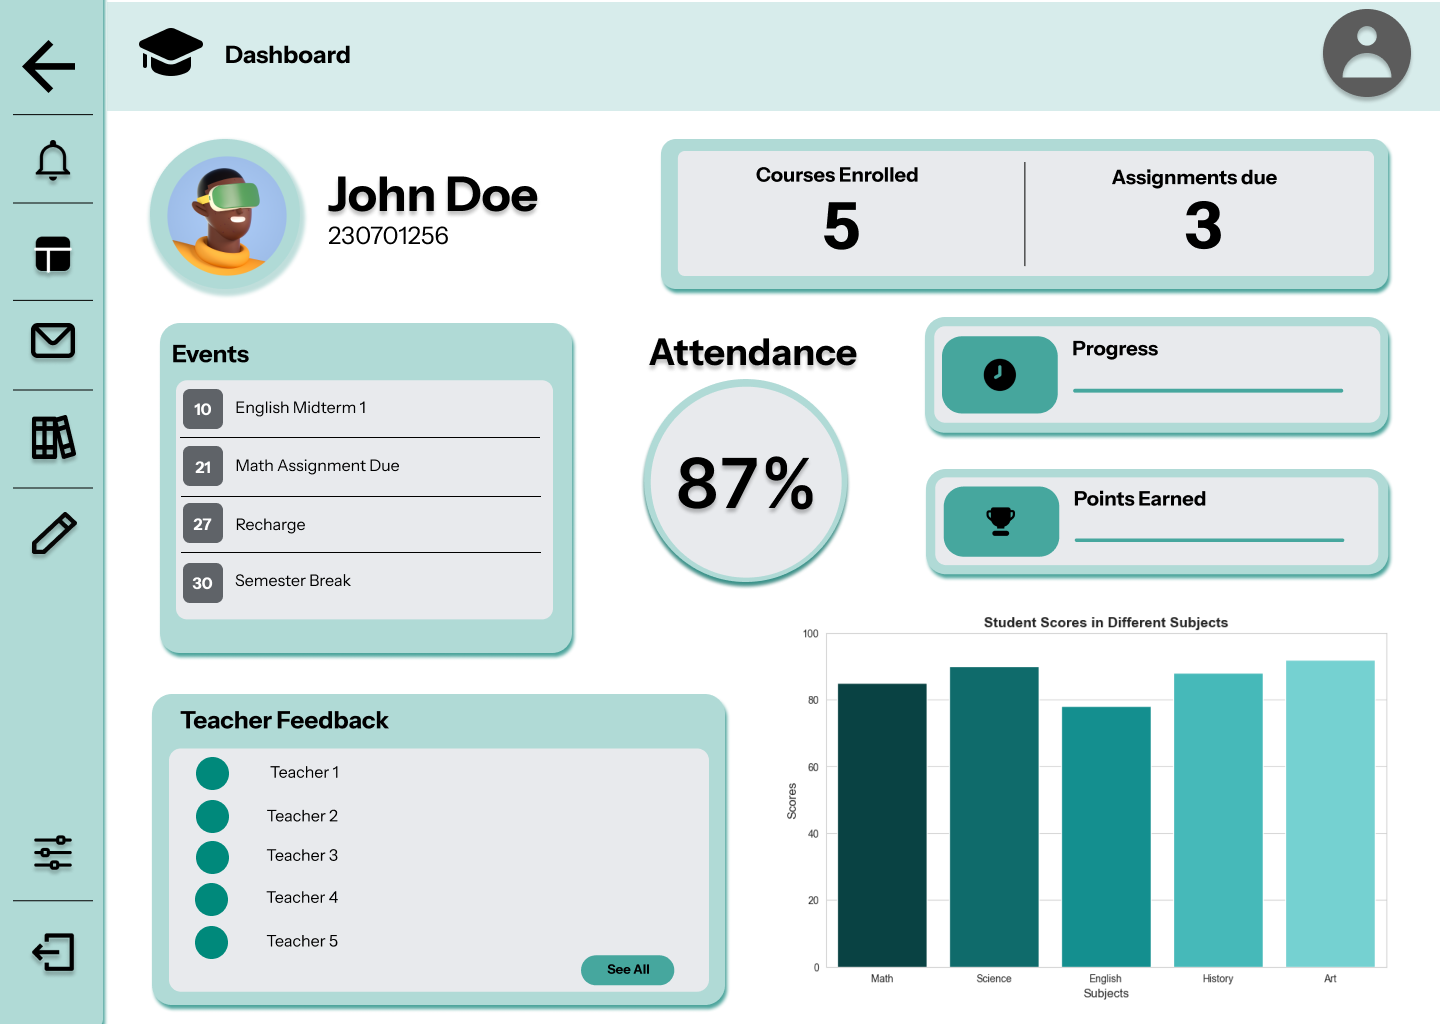 Dashboard
John Doe
230701256
Courses Enrolled
5
Assignments due
3
Events
10 English Midterm 1
21 Math Assignment Due
27 Recharge
30 Semester Break
Attendance
87%
Progress
Points Earned
Teacher Feedback
Teacher 1
Teacher 2
Teacher 3
Teacher 4
Teacher 5
See All
Student Scores in Different Subjects
100
80
60
40
20
0
Scores
Math Science English History Art
Subjects